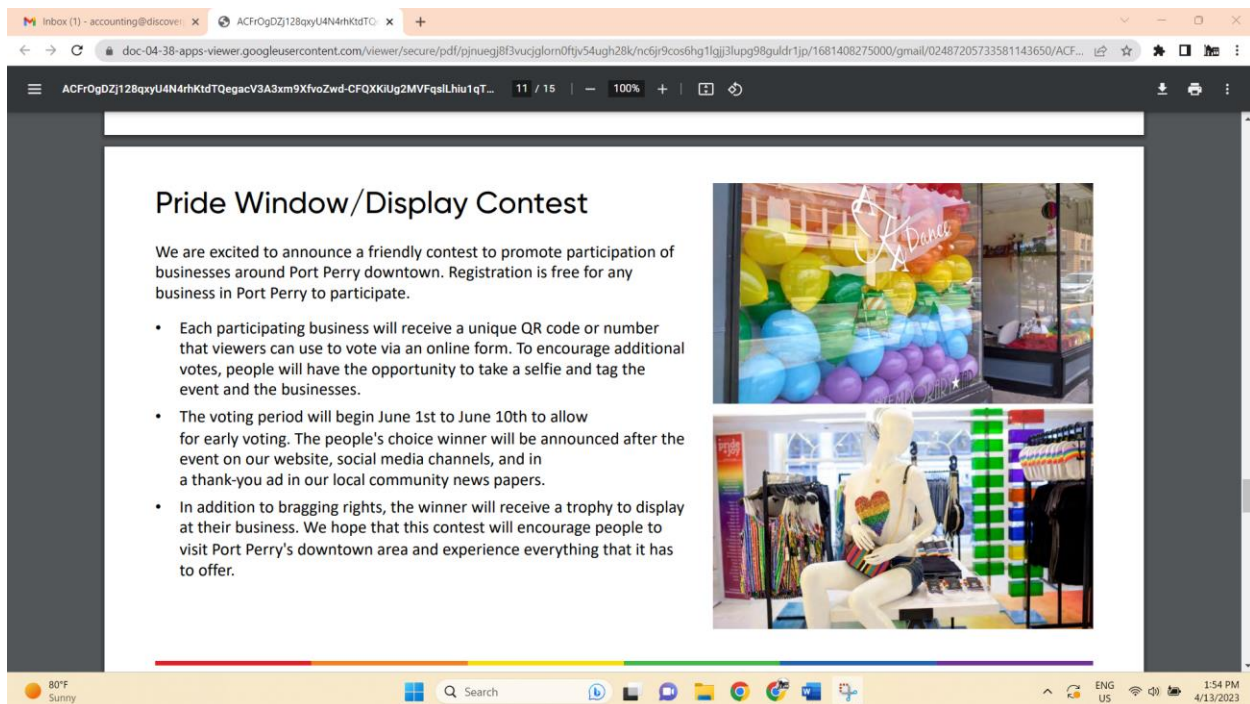 Inbox (1) - accounting@discover
ACFrOgDZj128qxyU4N4rhKtdTQ
doc-04-38-apps-viewer.googleusercontent.com/viewer/secure/pdf/pjnuegj8f3vucjglorn0ftjv54ugh28k/nc6jr9cos6hg1lgjj3lupg98guldr1jp/1681408275000/gmail/02487205733581143650/ACF...
ACFrOgDZj128qxyU4N4rhKtdTQegacV3A3xm9XfvoZwd-CFQXKiUg2MVFqslLhiu1qT... 11 / 15 | — 100% + |
Pride Window/Display Contest
We are excited to announce a friendly contest to promote participation of
businesses around Port Perry downtown. Registration is free for any
business in Port Perry to participate.
• Each participating business will receive a unique QR code or number
that viewers can use to vote via an online form. To encourage additional
votes, people will have the opportunity to take a selfie and tag the
event and the businesses.
• The voting period will begin June 1st to June 10th to allow
for early voting. The people's choice winner will be announced after the
event on our website, social media channels, and in
a thank-you ad in our local community news papers.
• In addition to bragging rights, the winner will receive a trophy to display
at their business. We hope that this contest will encourage people to
visit Port Perry's downtown area and experience everything that it has
to offer.
AKA
Dance
80°F
Sunny
Search
ENG
US
1:54 PM
4/13/2023